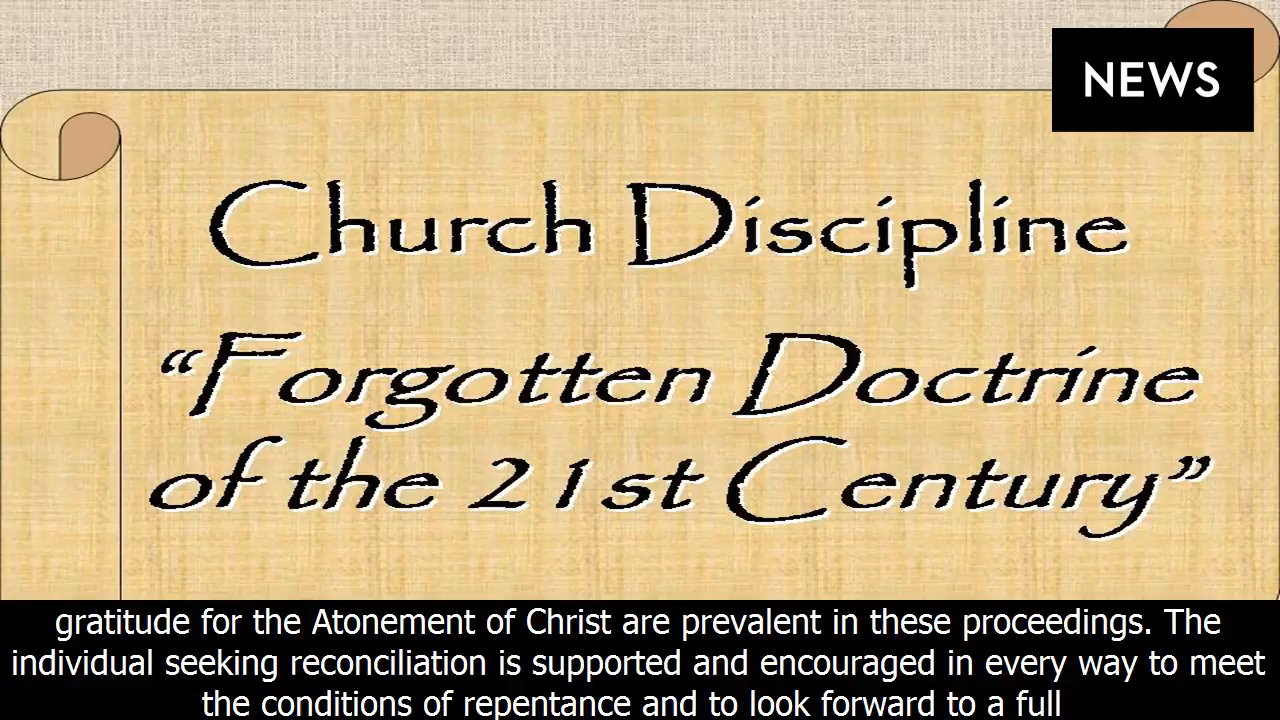 NEWS
Church Discipline
“Forgotten Doctrine
of the 21st Century”
gratitude for the Atonement of Christ are prevalent in these proceedings. The
individual seeking reconciliation is supported and encouraged in every way to meet
the conditions of repentance and to look forward to a full